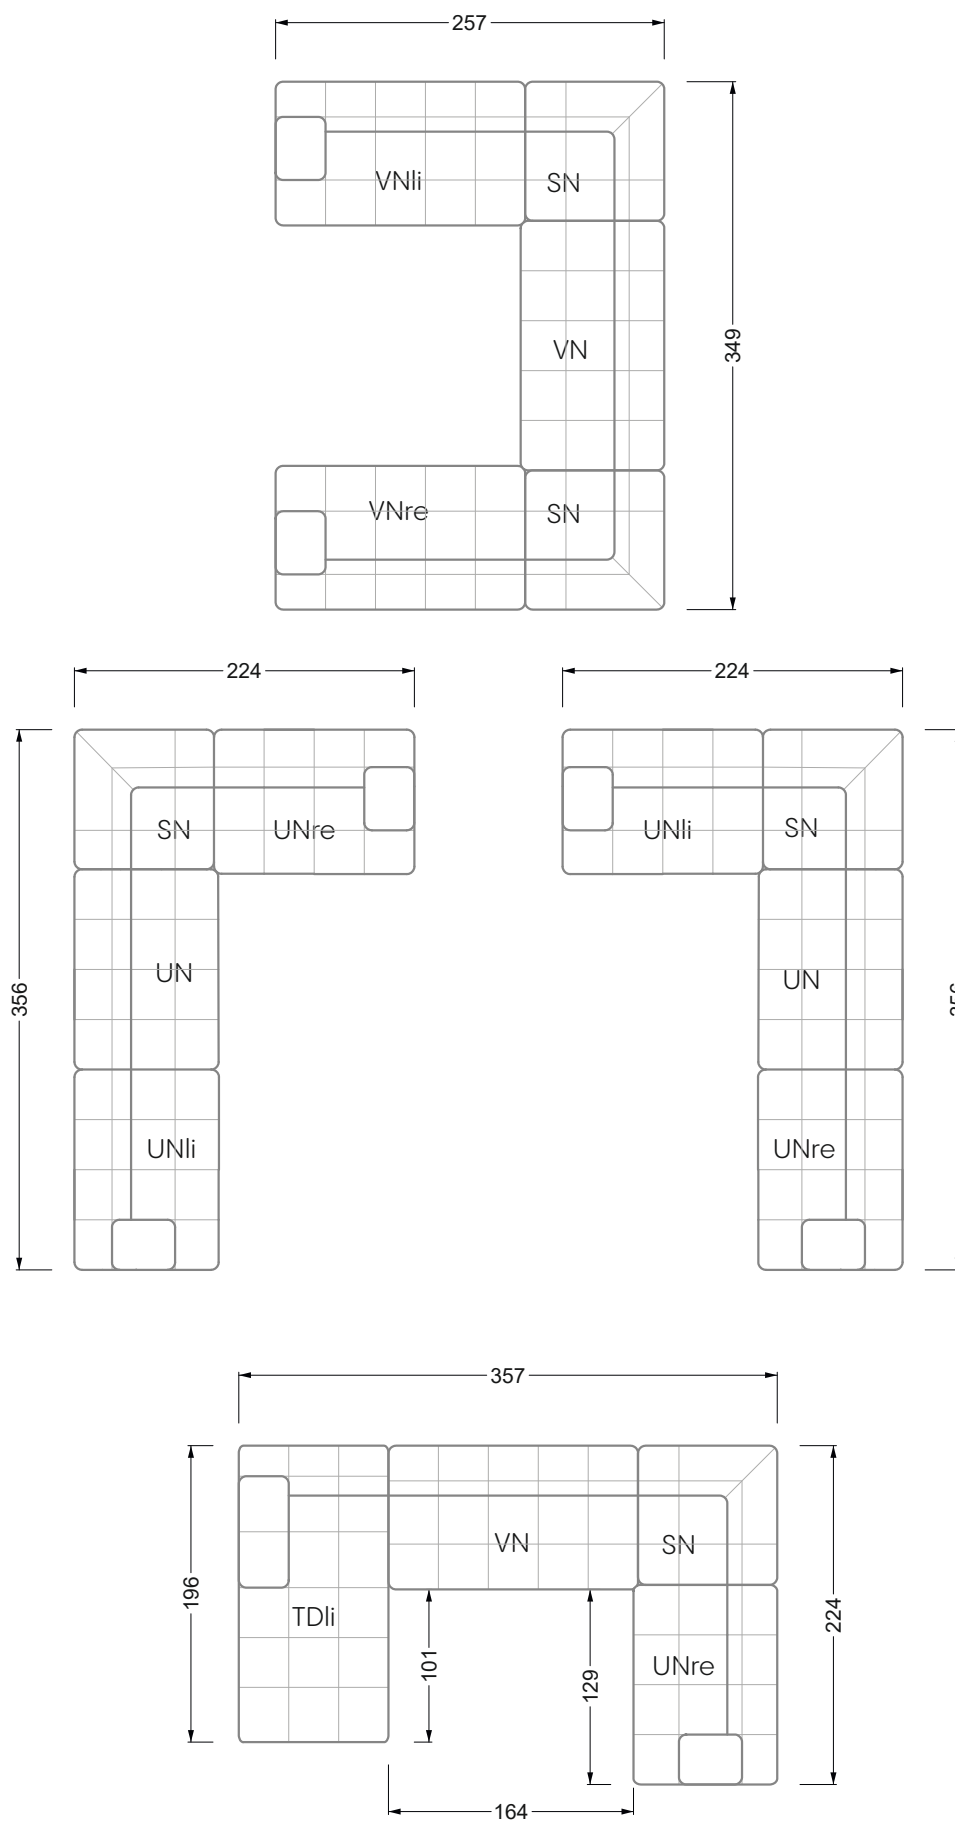 257
VNli
SN
349
VN
VNre
SN
224
224
SN
UNre
UNli
SN
356
UN
UN
UNli
UNre
357
196
VN
SN
TDli
101
129
224
UNre
164